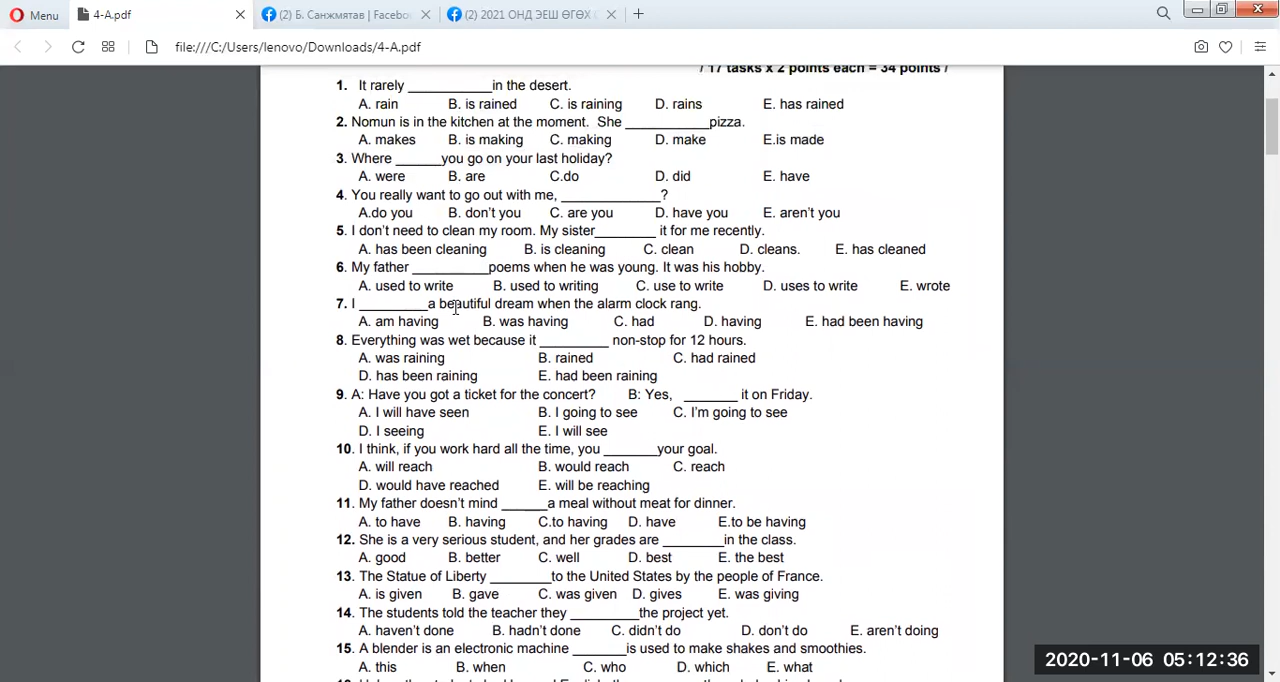 Menu
4-A.pdf
(2) Б. Санжмятав | Facebo
(2) 2021 ОНД ЭЕШ ӨГӨХ
file:///C:/Users/lenovo/Downloads/4-A.pdf
/ 17 tasks x 2 points each = 34 points /
1. It rarely ___________in the desert.
A. rain B. is rained C. is raining D. rains E. has rained
2. Nomun is in the kitchen at the moment. She ___________pizza.
A. makes B. is making C. making D. make E.is made
3. Where ______you go on your last holiday?
A. were B. are C.do D. did E. have
4. You really want to go out with me, _____________?
A.do you B. don’t you C. are you D. have you E. aren’t you
5. I don’t need to clean my room. My sister________ it for me recently.
A. has been cleaning B. is cleaning C. clean D. cleans. E. has cleaned
6. My father __________poems when he was young. It was his hobby.
A. used to write B. used to writing C. use to write D. uses to write E. wrote
7. I _________a beautiful dream when the alarm clock rang.
A. am having B. was having C. had D. having E. had been having
8. Everything was wet because it _________ non-stop for 12 hours.
A. was raining B. rained C. had rained
D. has been raining E. had been raining
9. A: Have you got a ticket for the concert? B: Yes, _______ it on Friday.
A. I will have seen B. I going to see C. I’m going to see
D. I seeing E. I will see
10. I think, if you work hard all the time, you _______your goal.
A. will reach B. would reach C. reach
D. would have reached E. will be reaching
11. My father doesn’t mind ______a meal without meat for dinner.
A. to have B. having C.to having D. have E.to be having
12. She is a very serious student, and her grades are ________in the class.
A. good B. better C. well D. best E. the best
13. The Statue of Liberty ________to the United States by the people of France.
A. is given B. gave C. was given D. gives E. was giving
14. The students told the teacher they _________the project yet.
A. haven’t done B. hadn’t done C. didn’t do D. don’t do E. aren’t doing
15. A blender is an electronic machine _______is used to make shakes and smoothies.
A. this B. when C. who D. which E. what
2020-11-06 05:12:36